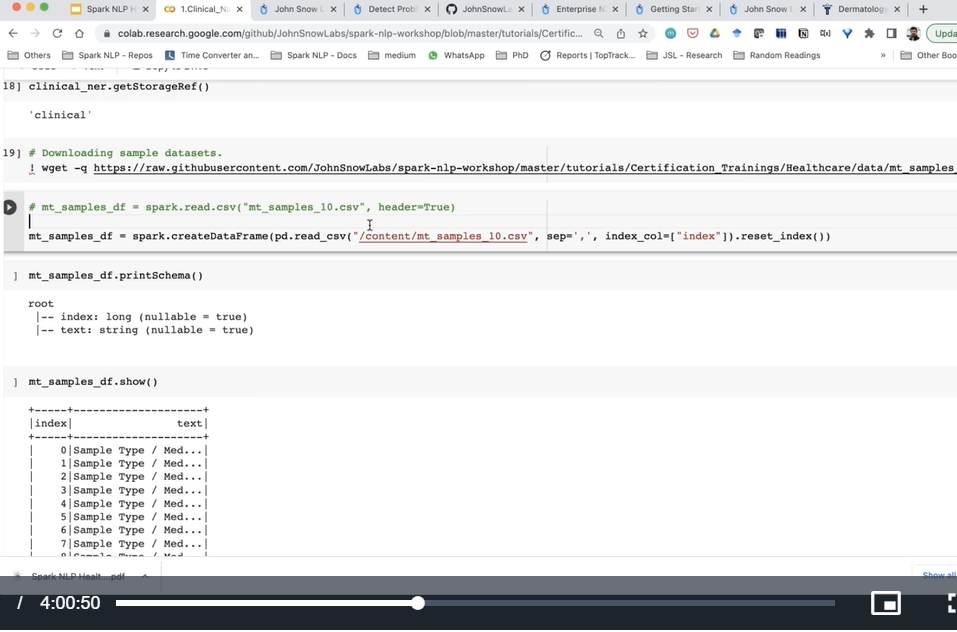 Spark NLP H
1.Clinical_Na
John Snow L
Detect Probl
JohnSnowLa
Enterprise N
Getting Star
John Snow L
Dermatology
colab.research.google.com/github/JohnSnowLabs/spark-nlp-workshop/blob/master/tutorials/Certific...
Upda
Others
Spark NLP - Repos
Time Converter an...
Spark NLP - Docs
medium
WhatsApp
PhD
Reports | TopTrack...
JSL - Research
Random Readings
»
Other Boo
18] clinical_ner.getStorageRef()
'clinical'
19] # Downloading sample datasets.
! wget -q https://raw.githubusercontent.com/JohnSnowLabs/spark-nlp-workshop/master/tutorials/Certification_Trainings/Healthcare/data/mt_samples_
# mt_samples_df = spark.read.csv("mt_samples_10.csv", header=True)
mt_samples_df = spark.createDataFrame(pd.read_csv("/content/mt_samples_10.csv", sep=',', index_col=["index"]).reset_index())
] mt_samples_df.printSchema()
root
|-- index: long (nullable = true)
|-- text: string (nullable = true)
] mt_samples_df.show()
+-----+--------------------+
|index|                text|
+-----+--------------------+
|    0|Sample Type / Med...|
|    1|Sample Type / Med...|
|    2|Sample Type / Med...|
|    3|Sample Type / Med...|
|    4|Sample Type / Med...|
|    5|Sample Type / Med...|
|    6|Sample Type / Med...|
|    7|Sample Type / Med...|
|    8|Sample Type / Med...|
Spark NLP Healt....pdf
Show all
/ 4:00:50